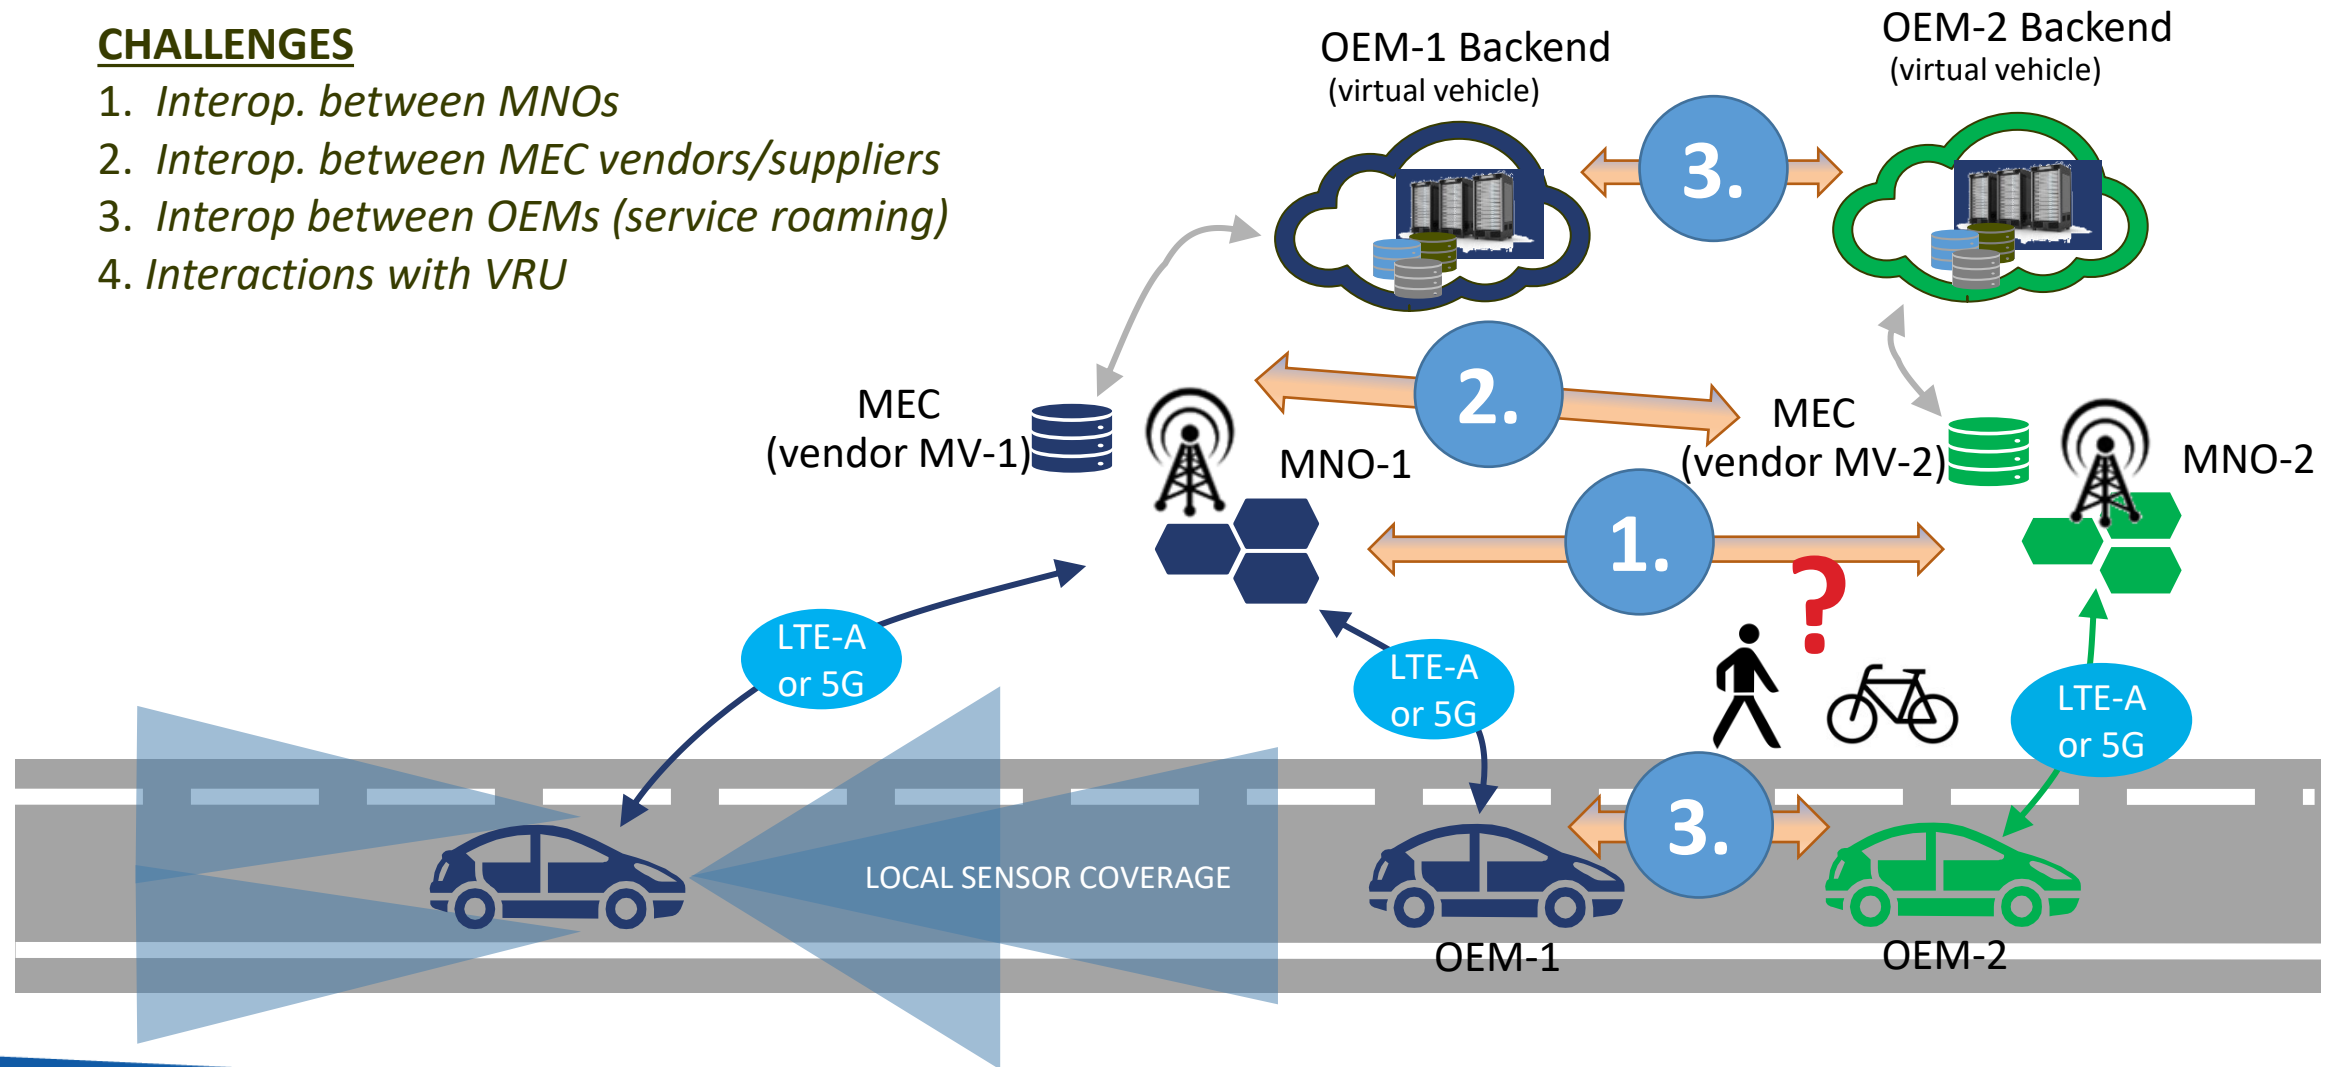 CHALLENGES
1. Interop. between MNOs
2. Interop. between MEC vendors/suppliers
3. Interop between OEMs (service roaming)
4. Interactions with VRU
OEM-1 Backend
(virtual vehicle)
OEM-2 Backend
(virtual vehicle)
3.
2.
MEC
(vendor MV-1)
MNO-1
MEC
(vendor MV-2)
MNO-2
1.
?
LTE-A
or 5G
LTE-A
or 5G
LTE-A
or 5G
3.
LOCAL SENSOR COVERAGE
OEM-1
OEM-2